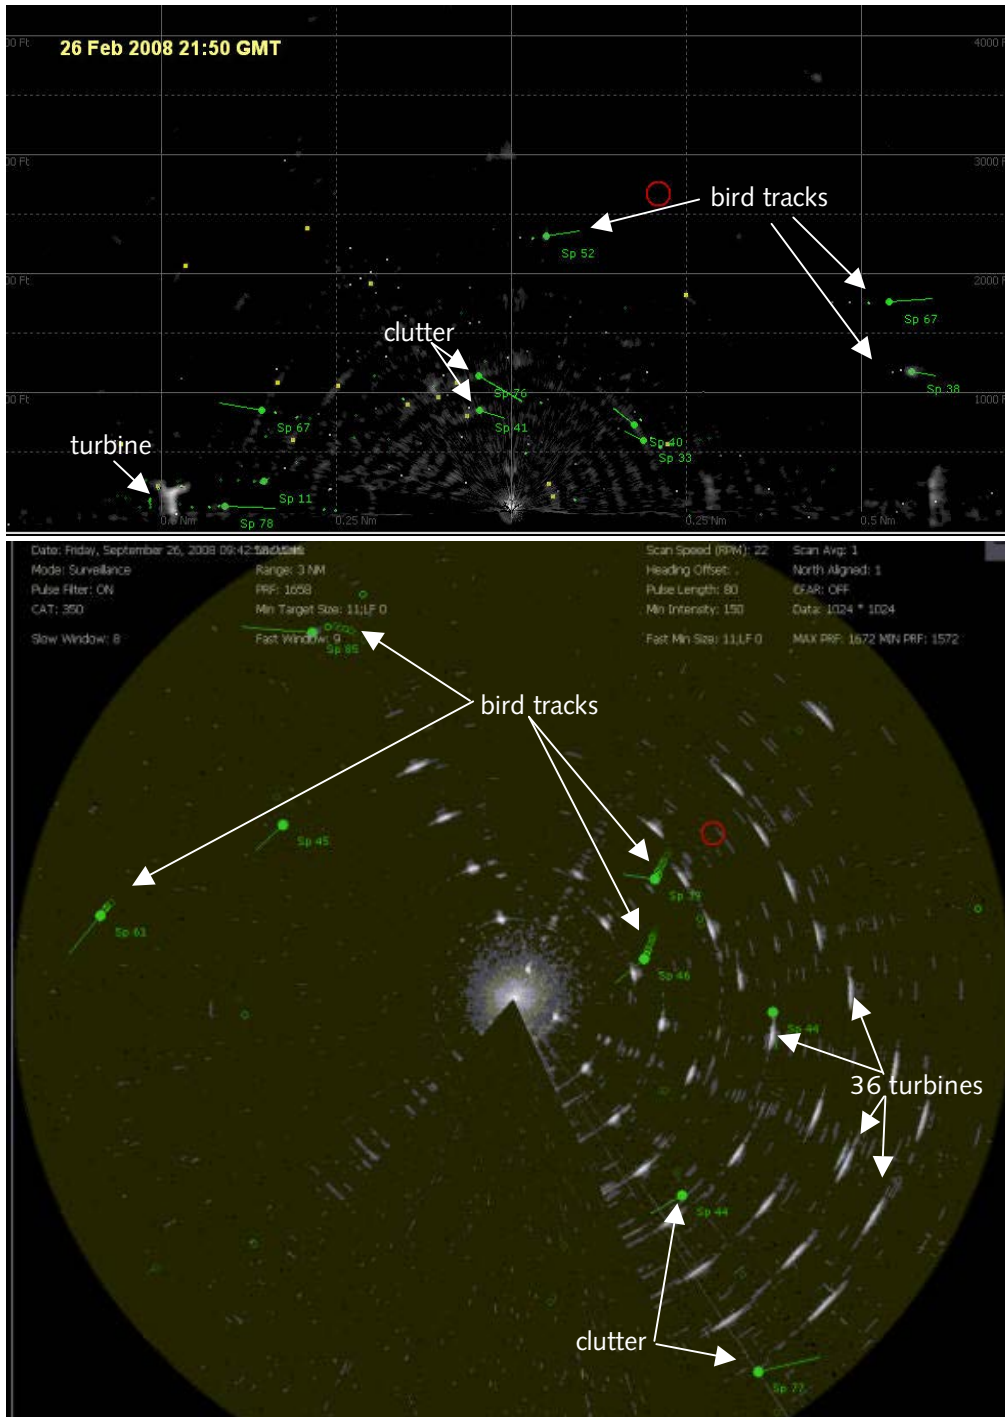 26 Feb 2008 21:50 GMT
4000 Ft
bird tracks
Sp 52
3000 Ft
Sp 67
clutter
Sp 76
Sp 38
Sp 67
Sp 41
1000 Ft
Sp 40
Sp 33
turbine
Sp 11
Sp 78
0.25 Nm
0.25 Nm
0.5 Nm
Date: Friday, September 26, 2008 09:42
Scan Speed (RPM): 22
Scan Avg: 1
Mode: Surveillance
Range: 3 NM
Heading Offset: .
North Aligned: 1
Pulse Filter: ON
PRF: 1658
Pulse Length: 80
CFAR: OFF
CAT: 350
Min Target Size: 11;LF 0
Min Intensity: 150
Data: 1024 * 1024
Slow Window: 8
Fast Window: 9
Fast Min Size: 11,LF 0
MAX PRF: 1672 MIN PRF: 1572
Sp 85
bird tracks
Sp 45
Sp 61
Sp 46
Sp 44
36 turbines
Sp 44
clutter
Sp 77